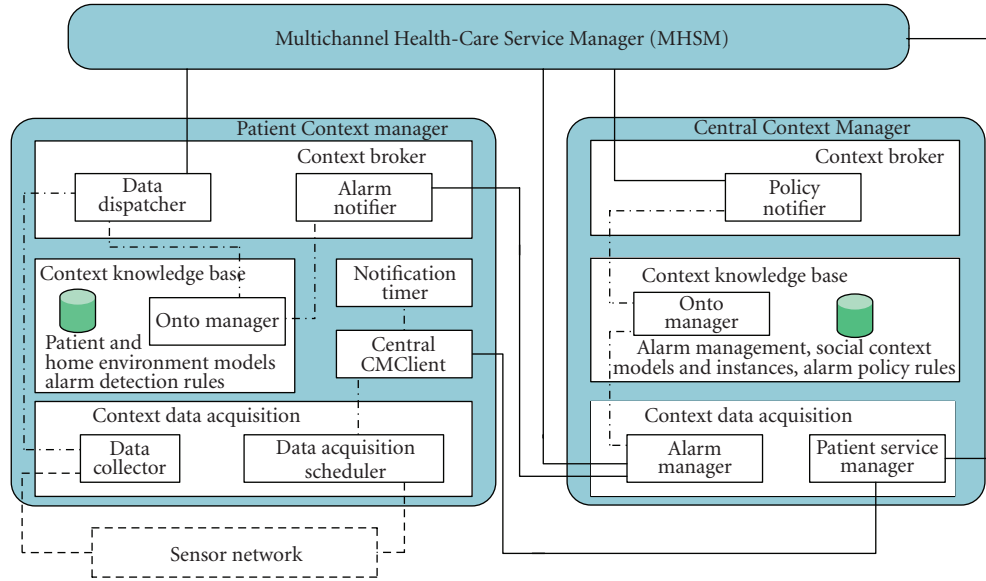 Multichannel Health-Care Service Manager (MHSM)
Patient Context manager
Context broker
Data
dispatcher
Alarm
notifier
Context knowledge base
Onto manager
Patient and
home environment models
alarm detection rules
Notification
timer
Central
CMClient
Context data acquisition
Data
collector
Data acquisition
scheduler
Sensor network
Central Context Manager
Context broker
Policy
notifier
Context knowledge base
Onto
manager
Alarm management, social context
models and instances, alarm policy rules
Context data acquisition
Alarm
manager
Patient service
manager